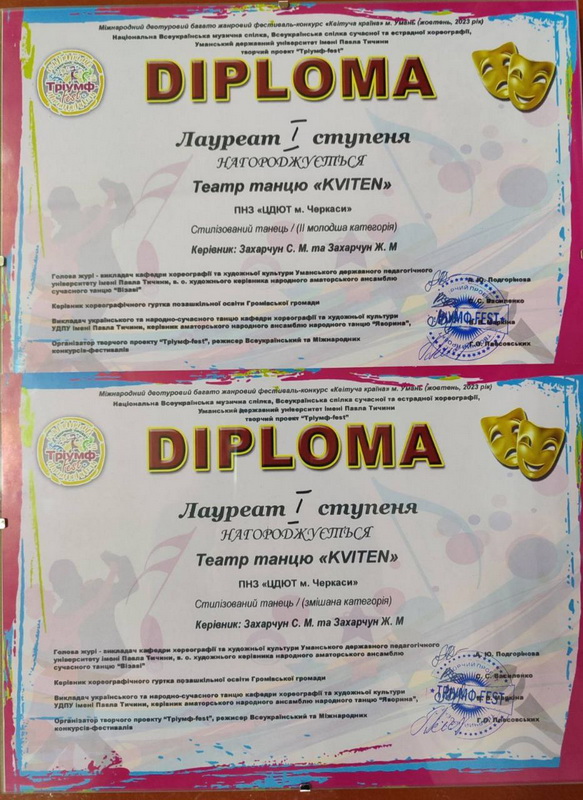 Міжнародний двотуровий багато жанровий фестиваль-конкурс «Квітуча країна» м. Умань (жовтень, 2023 рік)
Національна Всеукраїнська музична спілка, Всеукраїнська спілка сучасної та эстрадної хореографії,
Уманський державний університет імені Павла Тичини
творчий проект "Тріумф-fest"
Тріумф
fest
DIPLOMA
Лауреат I ступеня
НАГОРОДЖУЄТЬСЯ
Театр танцю «KVITEN»
ПНЗ «ЦДЮТ м. Черкаси»
Стилізований танець / (ІІ молодша категорія)
Керівник: Захарчун С. М. та Захарчун Ж. М
Голова журі - викладач кафедри хореографії та художньої культури Уманського державного педагогічного
університету імені Павла Тичини, в. о. художнього керівника народного аматорського ансамблю
сучасного танцю "Візаві"
Ю. Подгорінова
Керівник хореографічного гуртка позашкільної освіти Громівської громади
С. Василенко
Викладач українського та народно-сучасного танцю кафедри хореографії та художньої культури
УДПУ імені Павла Тичини, керівник аматорського народного ансамблю народного танцю "Яворина",
Організатор творчого проекту "Тріумф-fest", режисер Всеукраїнський та Міжнародних
конкурсів-фестивалів
ТРІУМФ-FEST
Міжнародний двотуровий багато жанровий фестиваль-конкурс «Квітуча країна» м. Умань (жовтень, 2023 рік)
Національна Всеукраїнська музична спілка, Всеукраїнська спілка сучасної та эстрадної хореографії,
Уманський державний університет імені Павла Тичини
творчий проект "Тріумф-fest"
Тріумф
fest
DIPLOMA
Лауреат I ступеня
НАГОРОДЖУЄТЬСЯ
Театр танцю «KVITEN»
ПНЗ «ЦДЮТ м. Черкаси»
Стилізований танець / (змішана категорія)
Керівник: Захарчун С. М. та Захарчун Ж. М
Голова журі - викладач кафедри хореографії та художньої культури Уманського державного педагогічного
університету імені Павла Тичини, в. о. художнього керівника народного аматорського ансамблю
сучасного танцю "Візаві"
Ю. Подгорінова
Керівник хореографічного гуртка позашкільної освіти Громівської громади
С. Василенко
Викладач українського та народно-сучасного танцю кафедри хореографії та художньої культури
УДПУ імені Павла Тичини, керівник аматорського народного ансамблю народного танцю "Яворина",
Організатор творчого проекту "Тріумф-fest", режисер Всеукраїнський та Міжнародних
конкурсів-фестивалів
ТРІУМФ-FEST